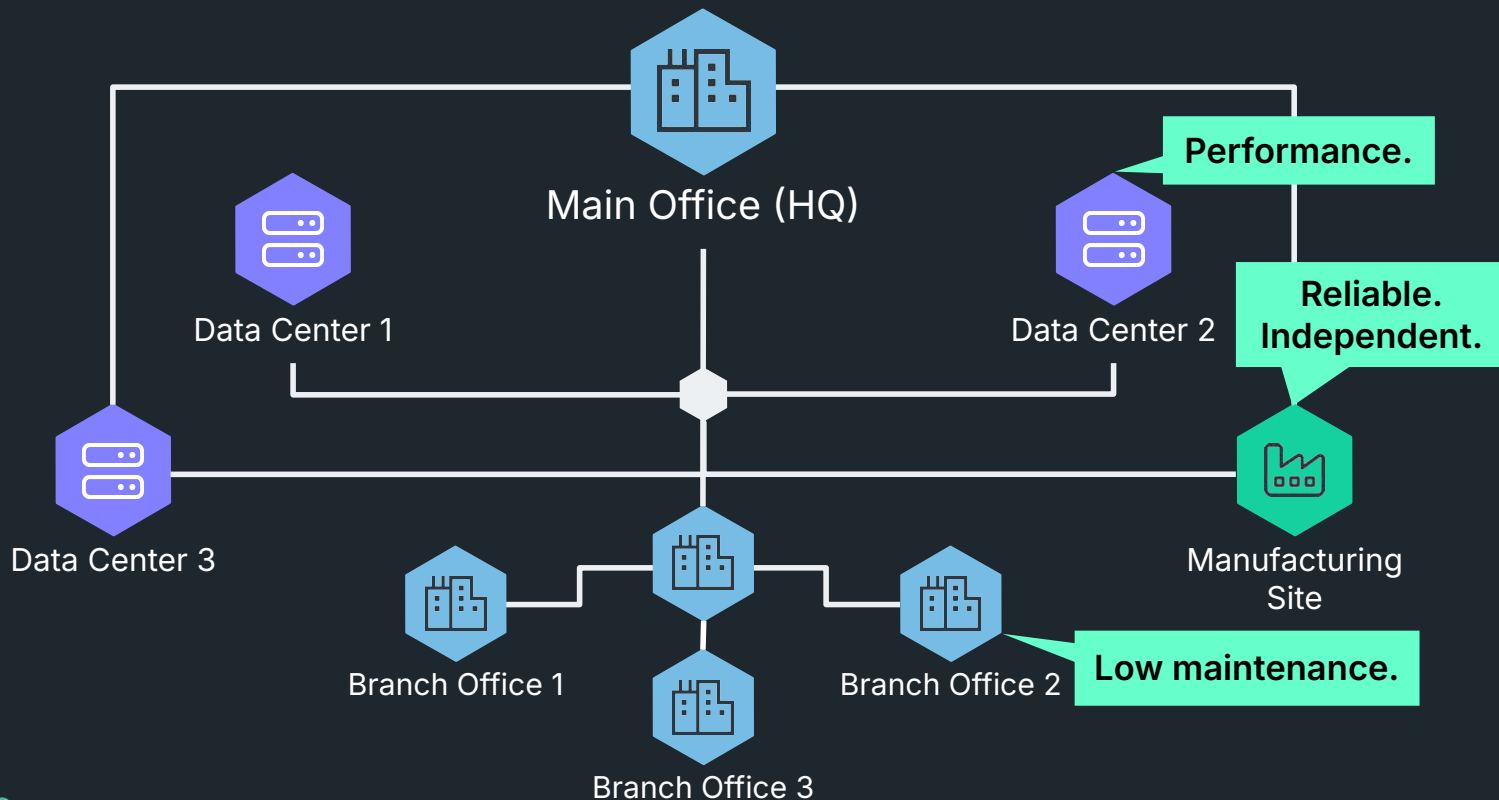 Main Office (HQ)
Performance.
Data Center 1
Data Center 2
Reliable.
Independent.
Data Center 3
Manufacturing
Site
Branch Office 1
Branch Office 2
Low maintenance.
Branch Office 3